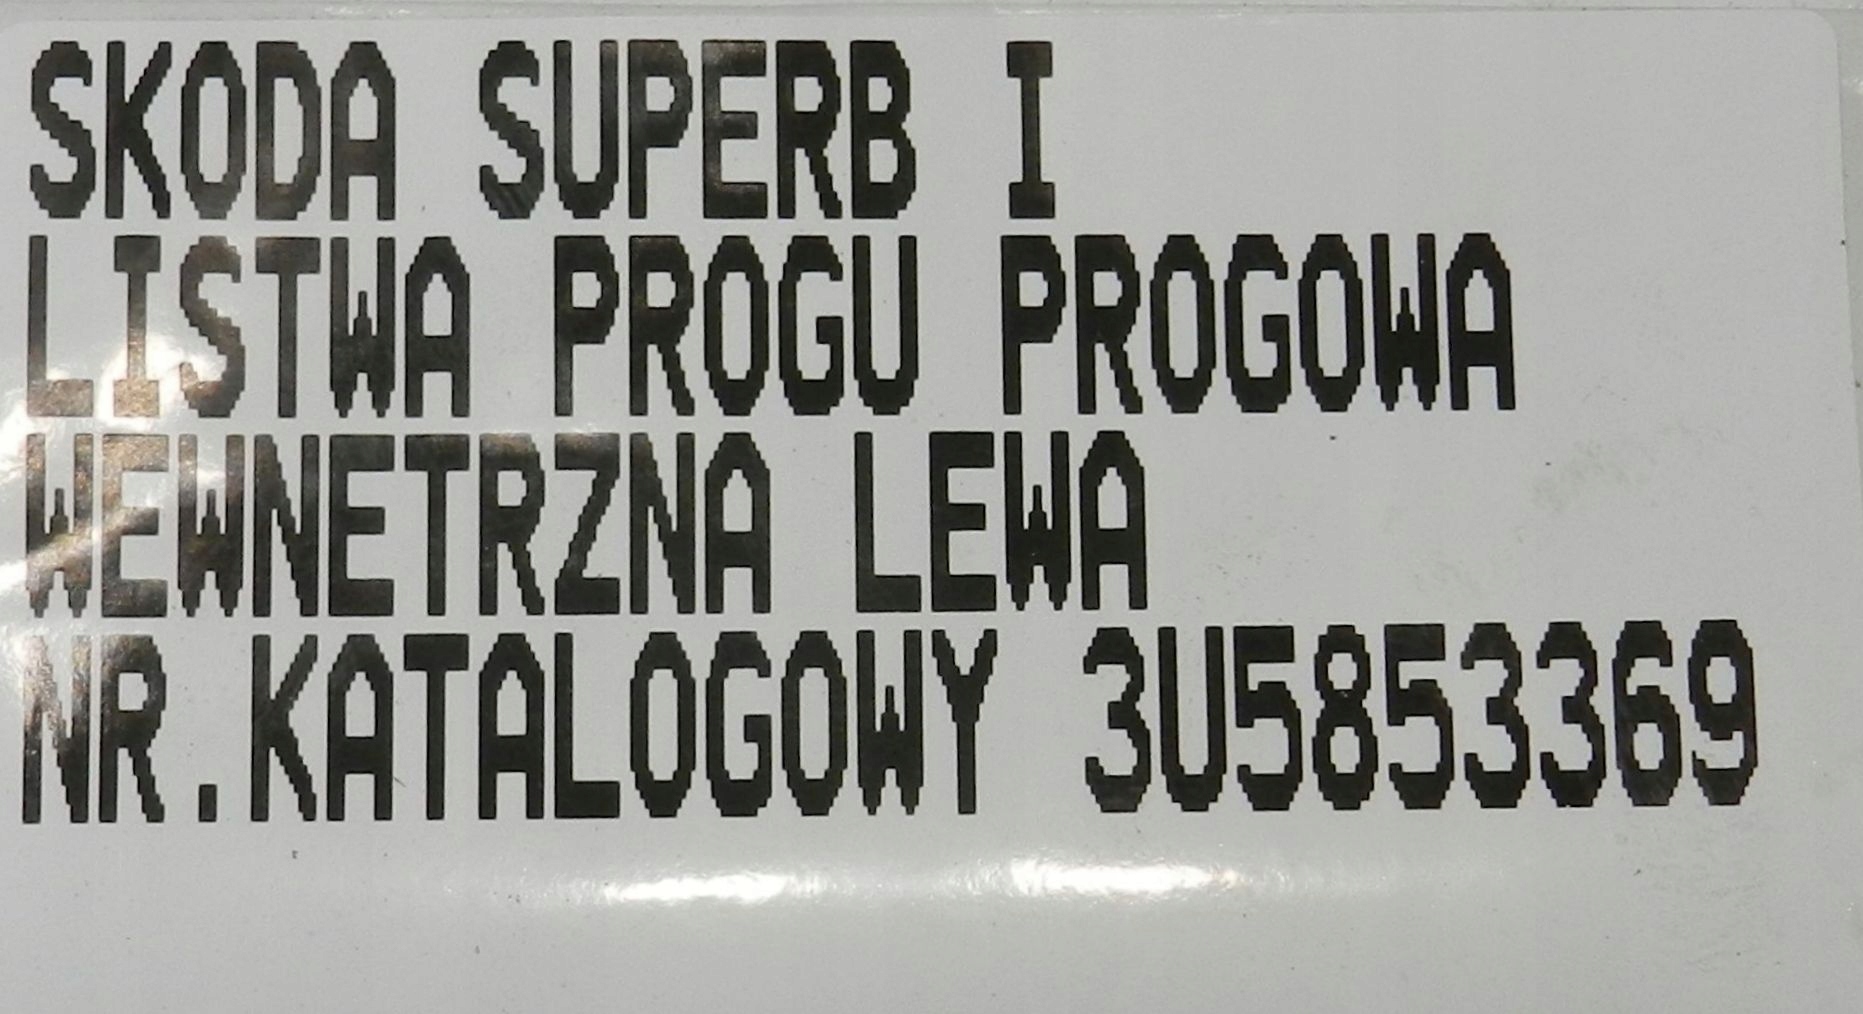 SKODA SUPERB I
LISTWA PROGU PROGOWA
WEWNETRZNA LEWA
NR.KATALOGOWY 3U5853369